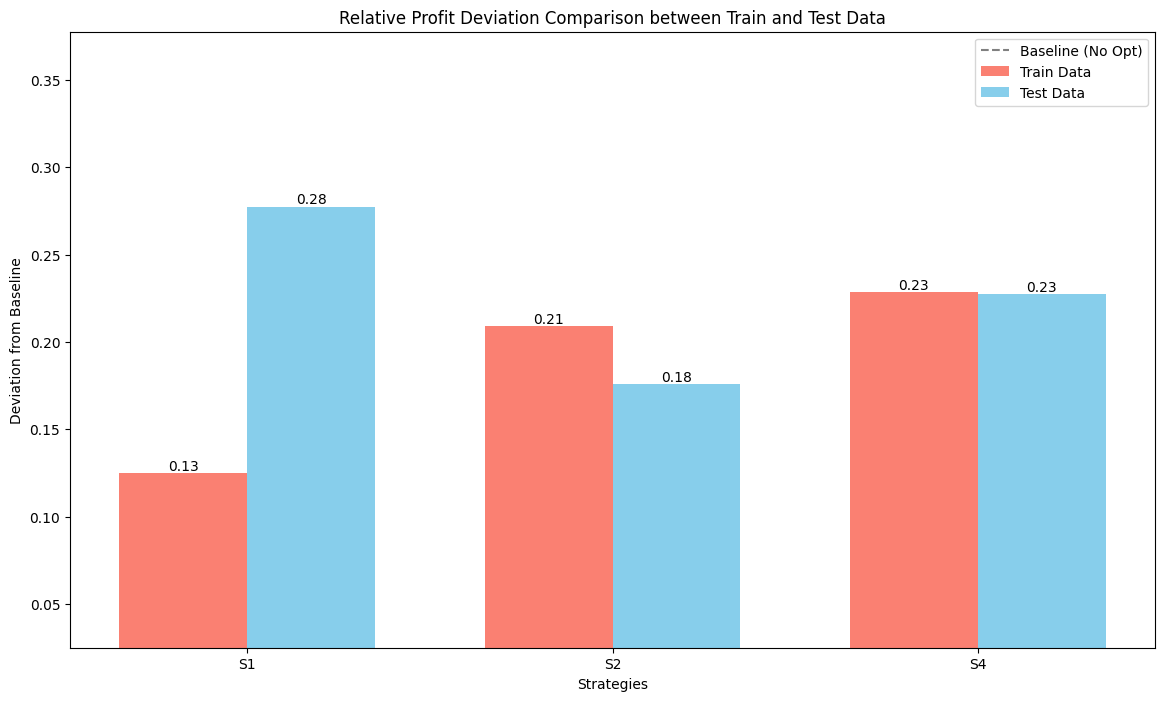 Relative Profit Deviation Comparison between Train and Test Data
Baseline (No Opt)
Train Data
Test Data
0.35
0.30
0.25
0.20
0.15
0.10
0.05
Deviation from Baseline
0.13
0.28
0.21
0.18
0.23
0.23
S1
S2
S4
Strategies